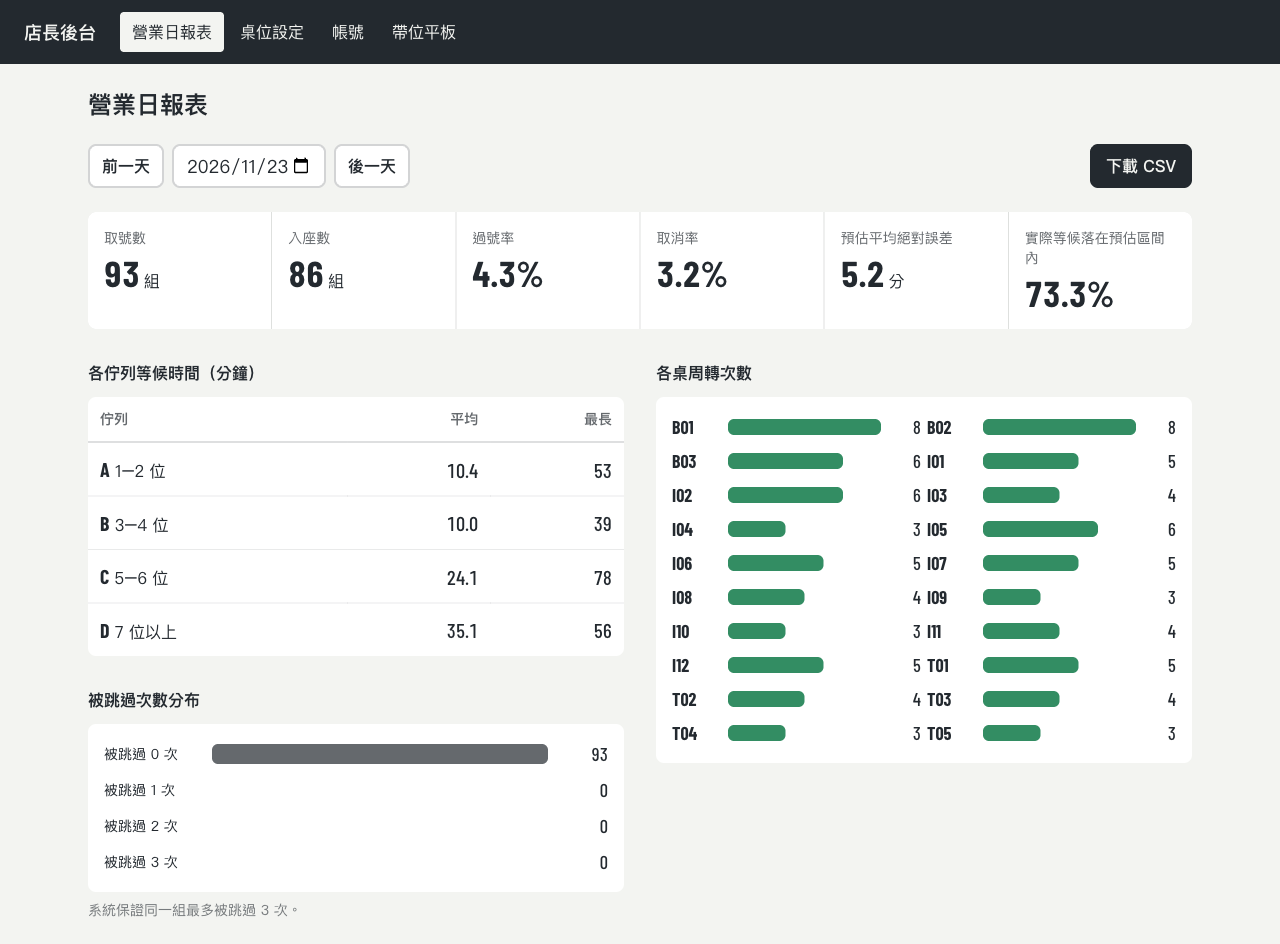 店長後台 營業日報表 桌位設定 帳號 帶位平板
營業日報表
前一天 2026/11/23 後一天 下載 CSV
取號數 入座數 過號率 取消率 預估平均絕對誤差 實際等候落在預估區間
內
93 組 86 組 4.3% 3.2% 5.2 分 73.3%
各佇列等候時間（分鐘）
佇列 平均 最長
A 1–2 位 10.4 53
B 3–4 位 10.0 39
C 5–6 位 24.1 78
D 7 位以上 35.1 56
被跳過次數分布
被跳過 0 次 93
被跳過 1 次 0
被跳過 2 次 0
被跳過 3 次 0
系統保證同一組最多被跳過 3 次。
各桌周轉次數
B01 8 B02 8
B03 6 I01 5
I02 6 I03 4
I04 3 I05 6
I06 5 I07 5
I08 4 I09 3
I10 3 I11 4
I12 5 T01 5
T02 4 T03 4
T04 3 T05 3